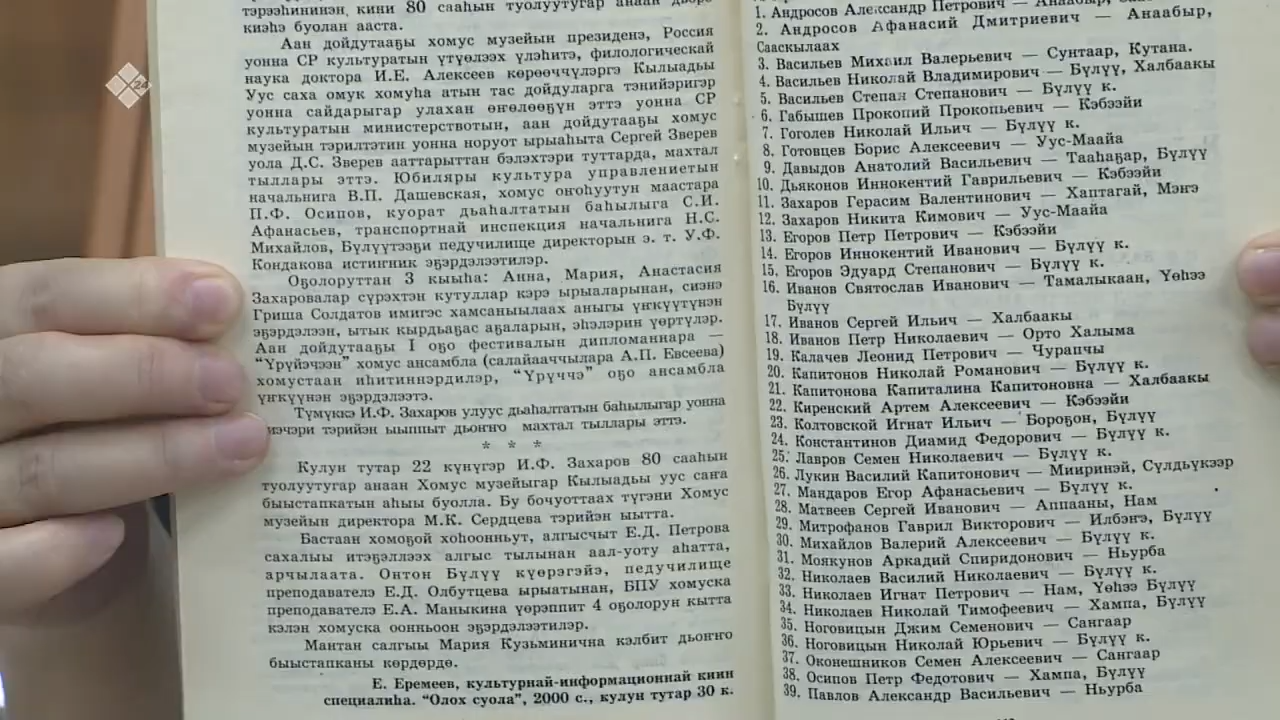 тэрээһининэн, кини 80 сааһын туолуутугар анаан
киэһэ буолан ааста.
Аан дойдутааҕы хомус музейын президенэ, Россия
уонна СР культуратын үтүөлээх үлэһитэ, филологическай
наука доктора И.Е. Алексеев көрөөччүлэргэ Кылыадьы
Уус саха омук хомуһа атын тас дойдуларга тэнийэригэр
уонна сайдарыгар улахан өҥөлөөҕүн эттэ уонна СР
культуратын министерствотын, аан дойдутааҕы хомус
музейын тэрилтэтин уонна норуот ырыаһыта Сергей Зверев
уола Д.С. Зверев ааттарыттан бэлэхтэри туттарда, махтал
тыллары эттэ. Юбиляры культура управлениетын
начальнига В.П. Дашевская, хомус оҥоһуутун маастара
П.Ф. Осипов, куорат дьаһалтатын баһылыга С.И.
Афанасьев, транспортнай инспекция начальнига Н.С.
Михайлов, Бүлүүтээҕи педучилище директорын э. т. У.Ф.
Кондакова истиҥник эҕэрдэлээтилэр.
Оҕолоруттан 3 кыыһа: Анна, Мария, Анастасия
Захаровалар сүрэхтэн кутуллар кэрэ ырыаларынан, сиэнэ
Гриша Солдатов имигэс хамсаныылаах аныгы үҥкүүтүнэн
эҕэрдэлээн, ытык кырдьаҕас аҕаларын, эһэлэрин үөртүлэр.
Аан дойдутааҕы I оҕо фестивалын дипломаннара —
"Үрүйэчээн" хомус ансамбла (салайааччылара А.П. Евсеева)
хомустаан иһитиннэрдилэр, "Үрүччэ" оҕо ансамбла
үҥкүүнэн эҕэрдэлээтэ.
Түмүккэ И.Ф. Захаров улуус дьаһалтатын баһылыгар уонна
иэчэри тэрийэн ыыппыт дьоҥҥо махтал тыллары эттэ.
* * *
Кулун тутар 22 күнүгэр И.Ф. Захаров 80 сааһын
туолуутугар анаан Хомус музейыгар Кылыадьы уус саҥа
быыстапкатын аһыы буолла. Бу бочуоттаах түгэни Хомус
музейын директора М.К. Сердцева тэрийэн ыытта.
Бастаан хомоҕой хоһоонньут, алгысчыт Е.Д. Петрова
сахалыы итэҕэллээх алгыс тылынан аал-уоту аһатта,
арчылаата. Онтон Бүлүү күөрэгэйэ, педучилище
преподавателэ Е.Д. Олбутцева ырыатынан, БПУ хомуска
преподавателэ Е.А. Маныкина үөрэппит 4 оҕолорун кытта
кэлэн хомуска оонньоон эҕэрдэлээтилэр.
Мантан салгыы Мария Кузьминична кэлбит дьоҥҥо
быыстапканы көрдөрдө.
Е. Еремеев, культурнай-информационнай киин
специалиһа. "Олох суола", 2000 с., кулун тутар 30 к.
1. Андросов Александр Петрович — Анаабыр,
2. Андросов Афанасий Дмитриевич — Анаабыр,
Сааскылаах
3. Васильев Михаил Валерьевич — Сунтаар, Кутана.
4. Васильев Николай Владимирович — Бүлүү, Халбаакы
5. Васильев Степан Степанович — Бүлүү к.
6. Габышев Прокопий Прокопьевич — Кэбээйи
7. Гоголев Николай Ильич — Бүлүү к.
8. Готовцев Борис Алексеевич — Уус-Маайа
9. Давыдов Анатолий Васильевич — Тааһаҕар, Бүлүү
10. Дьяконов Иннокентий Гаврильевич — Кэбээйи
11. Захаров Герасим Валентинович — Хаптагай, Мэҥэ
12. Захаров Никита Кимович — Уус-Маайа
13. Егоров Петр Петрович — Кэбээйи
14. Егоров Иннокентий Иванович — Бүлүү к.
15. Егоров Эдуард Степанович — Бүлүү к.
16. Иванов Святослав Иванович — Тамалыкаан, Үөһээ
Бүлүү
17. Иванов Сергей Ильич — Халбаакы
18. Иванов Петр Николаевич — Орто Халыма
19. Калачев Леонид Петрович — Чурапчы
20. Капитонов Николай Романович — Бүлүү к.
21. Капитонова Капиталина Капитоновна — Халбаакы
22. Киренский Артем Алексеевич — Кэбээйи
23. Колтовской Игнат Ильич — Бороҕон, Бүлүү
24. Константинов Диамид Федорович — Бүлүү к.
25. Лавров Семен Николаевич — Бүлүү к.
26. Лукин Василий Капитонович — Мииринэй, Сүлдьүкээр
27. Мандаров Егор Афанасьевич — Бүлүү к.
28. Матвеев Сергей Иванович — Аппааны, Нам
29. Митрофанов Гаврил Викторович — Илбэҥэ, Бүлүү
30. Михайлов Валерий Алексеевич — Бүлүү к.
31. Моякунов Аркадий Спиридонович — Ньурба
32. Николаев Василий Николаевич — Бүлүү к.
33. Николаев Игнат Петрович — Нам, Үөһээ Бүлүү
34. Николаев Николай Тимофеевич — Хампа, Бүлүү
35. Ноговицын Джим Семенович — Сангаар
36. Ноговицын Николай Юрьевич — Бүлүү к.
37. Оконешников Семен Алексеевич — Сангаар
38. Осипов Петр Федотович — Хампа, Бүлүү
39. Павлов Александр Васильевич — Ньурба